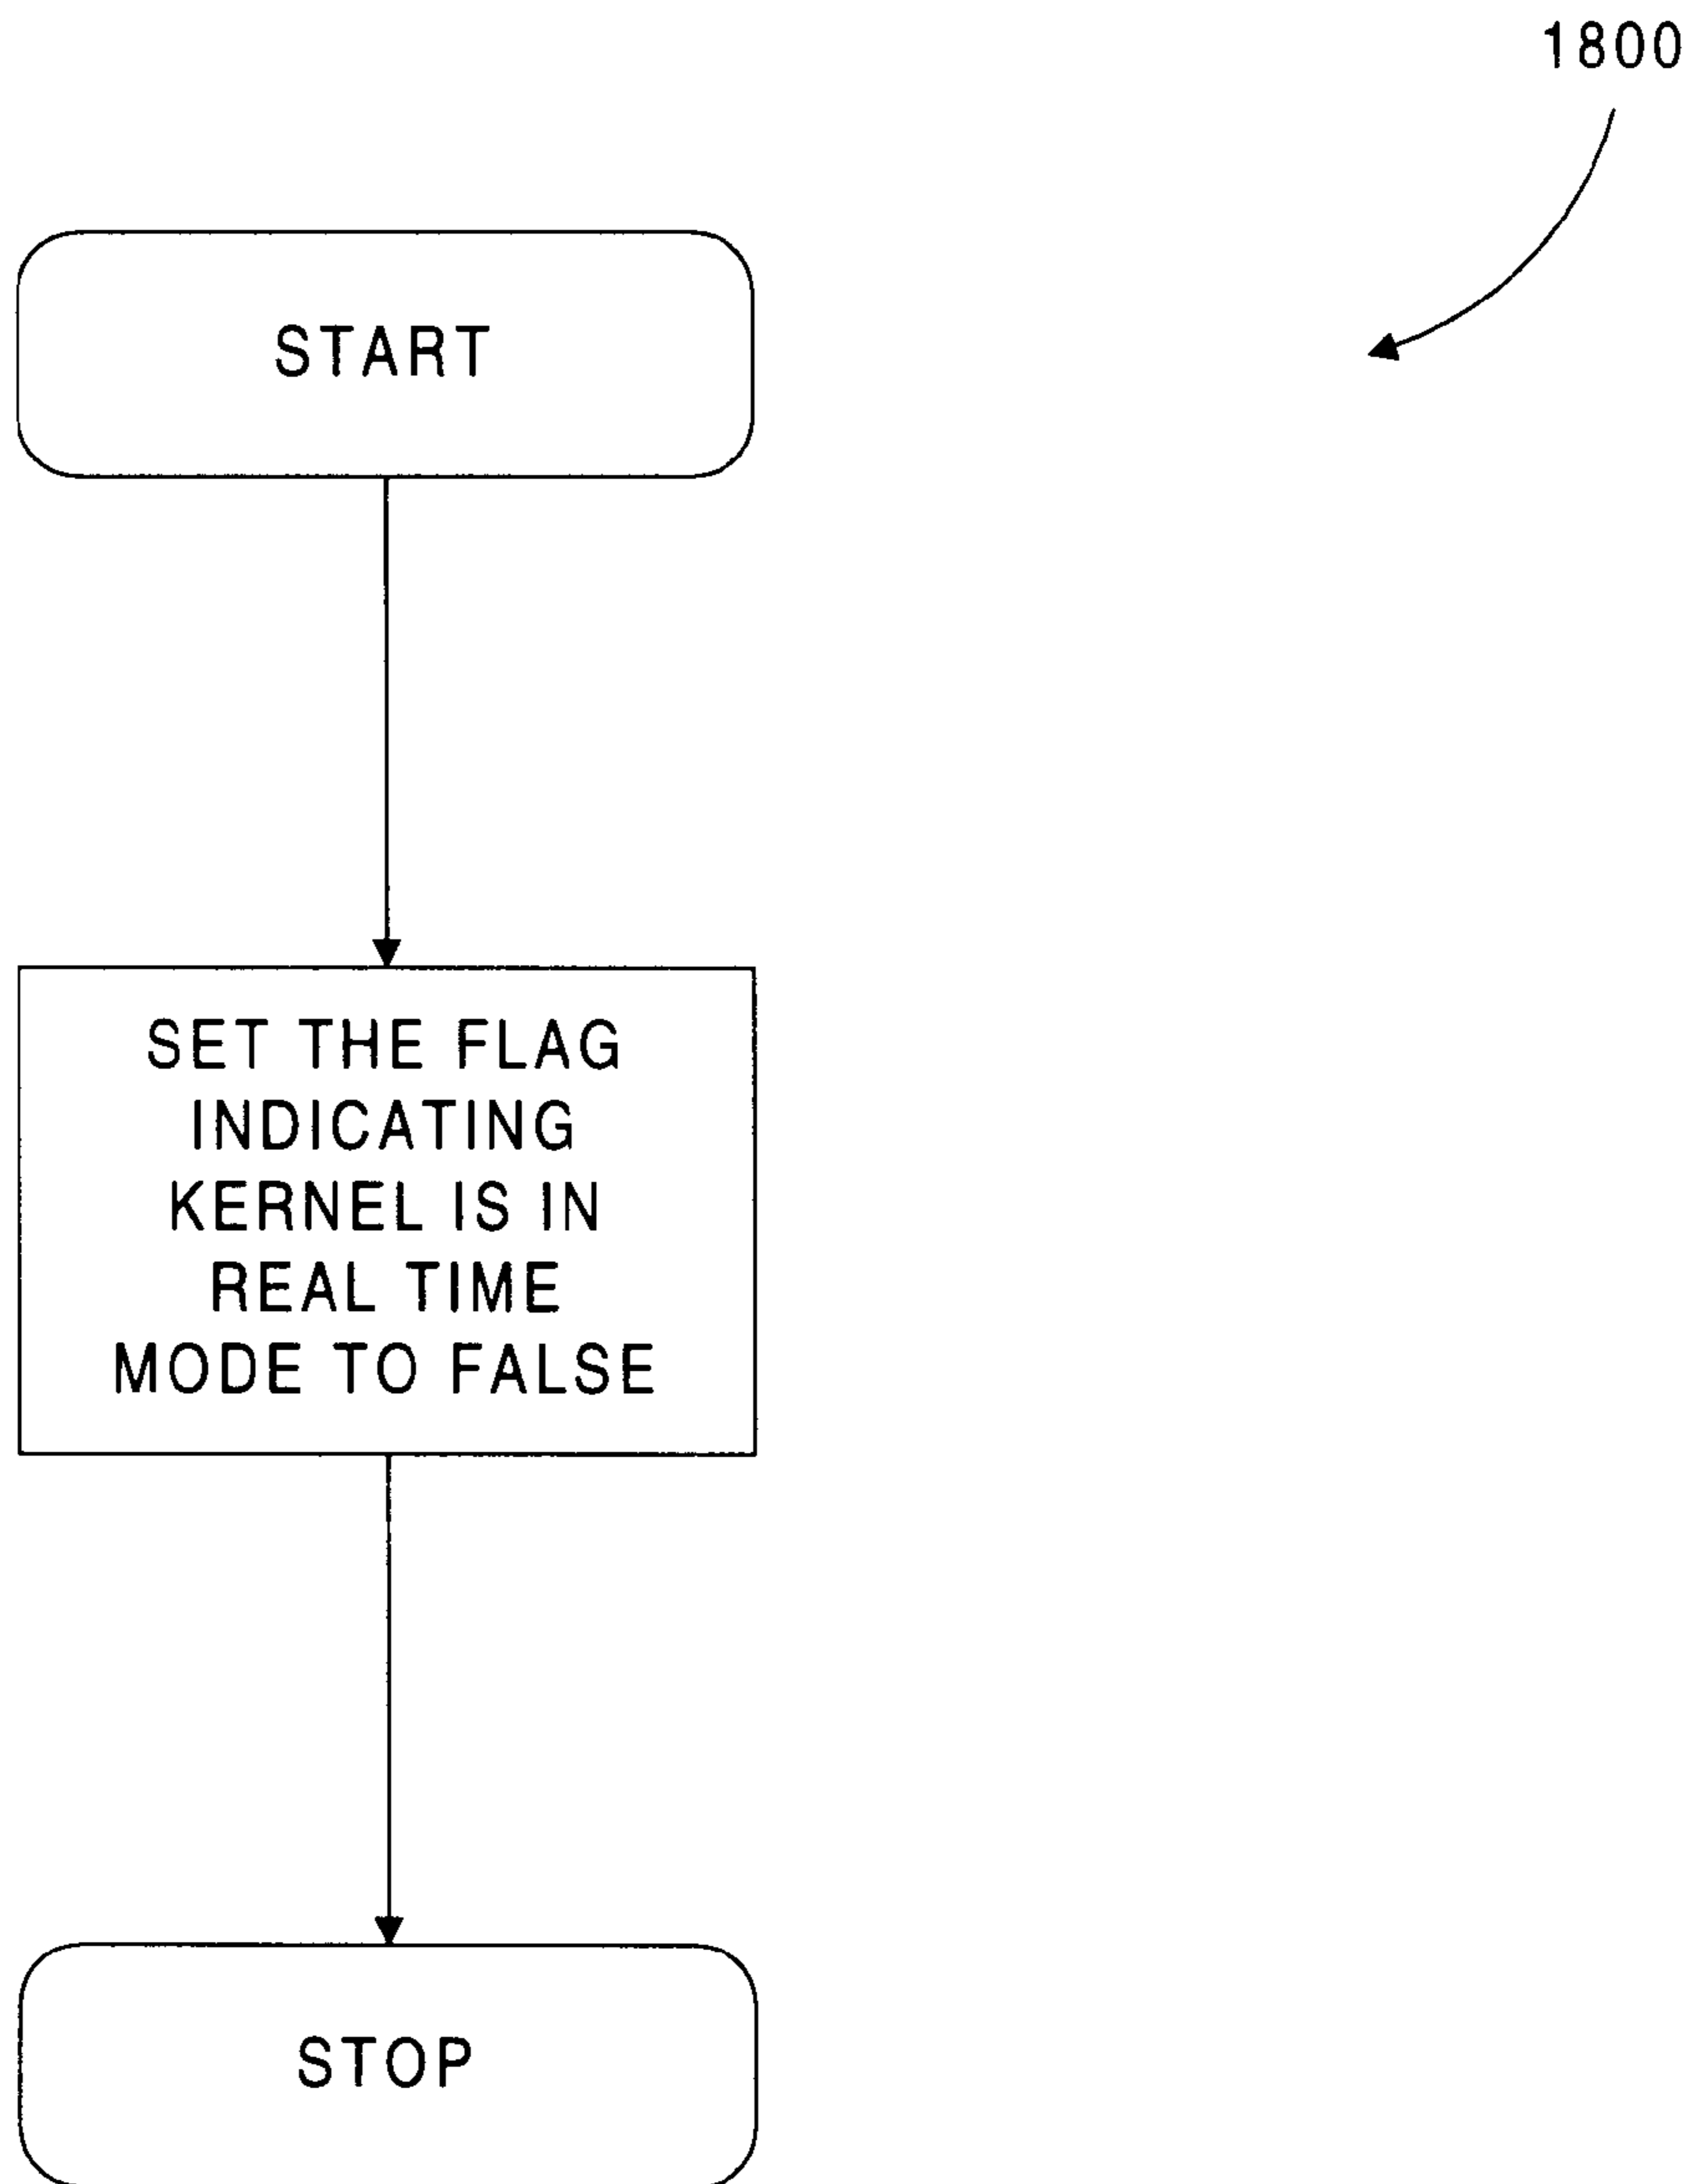 1800
START
SET THE FLAG
INDICATING
KERNEL IS IN
REAL TIME
MODE TO FALSE
STOP